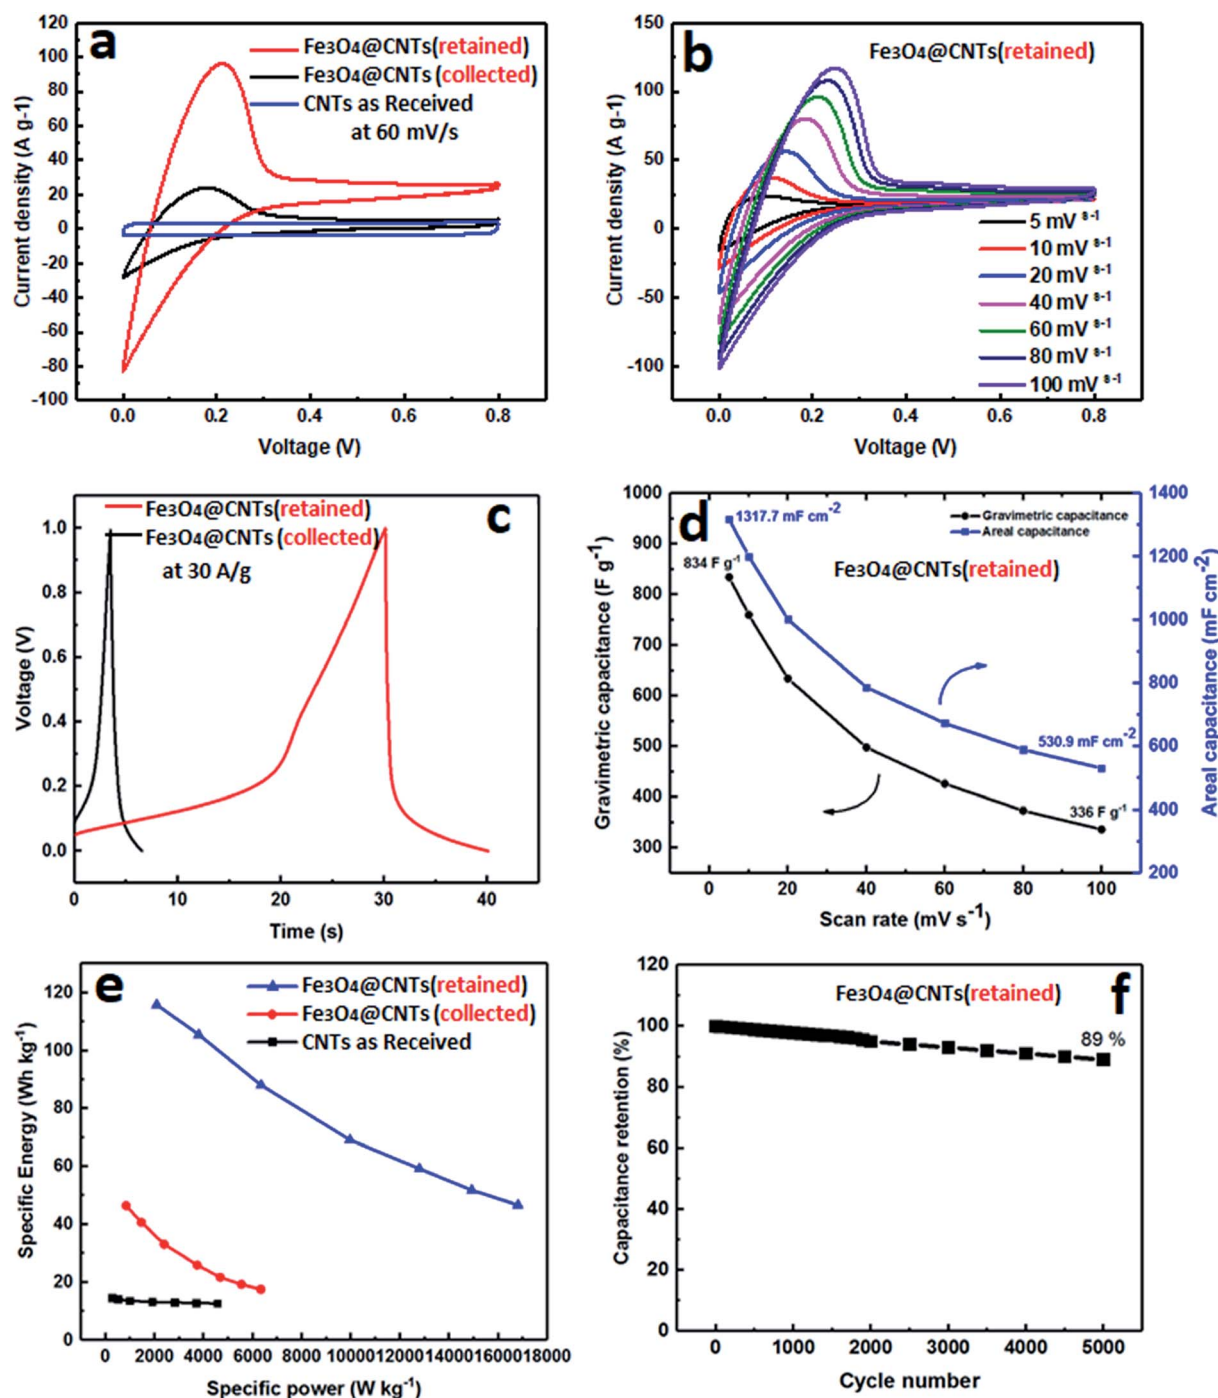 a
Fe3O4@CNTs(retained)
Fe3O4@CNTs (collected)
CNTs as Received
at 60 mV/s
120
100
80
60
40
20
0
-20
-40
-60
-80
-100
Current density (A g-1)
0.0 0.2 0.4 0.6 0.8
Voltage (V)
b
Fe3O4@CNTs(retained)
150
100
50
0
-50
-100
Current density (A g-1)
5 mV s-1
10 mV s-1
20 mV s-1
40 mV s-1
60 mV s-1
80 mV s-1
100 mV s-1
0.0 0.2 0.4 0.6 0.8
Voltage (V)
c
Fe3O4@CNTs(retained)
Fe3O4@CNTs (collected)
at 30 A/g
1.0
0.8
0.6
0.4
0.2
0.0
Voltage (V)
0 10 20 30 40
Time (s)
d
Gravimetric capacitance
Areal capacitance
Fe3O4@CNTs(retained)
1317.7 mF cm-2
834 F g-1
530.9 mF cm-2
336 F g-1
1000
900
800
700
600
500
400
300
Gravimetric capacitance (F g-1)
1400
1200
1000
800
600
400
200
Areal capacitance (mF cm-2)
0 20 40 60 80 100
Scan rate (mV s-1)
e
Fe3O4@CNTs(retained)
Fe3O4@CNTs (collected)
CNTs as Received
120
100
80
60
40
20
0
Specific Energy (Wh kg-1)
0 2000 4000 6000 8000 10000 12000 14000 16000 18000
Specific power (W kg-1)
f
Fe3O4@CNTs(retained)
89 %
120
100
80
60
40
20
0
Capacitance retention (%)
0 1000 2000 3000 4000 5000
Cycle number